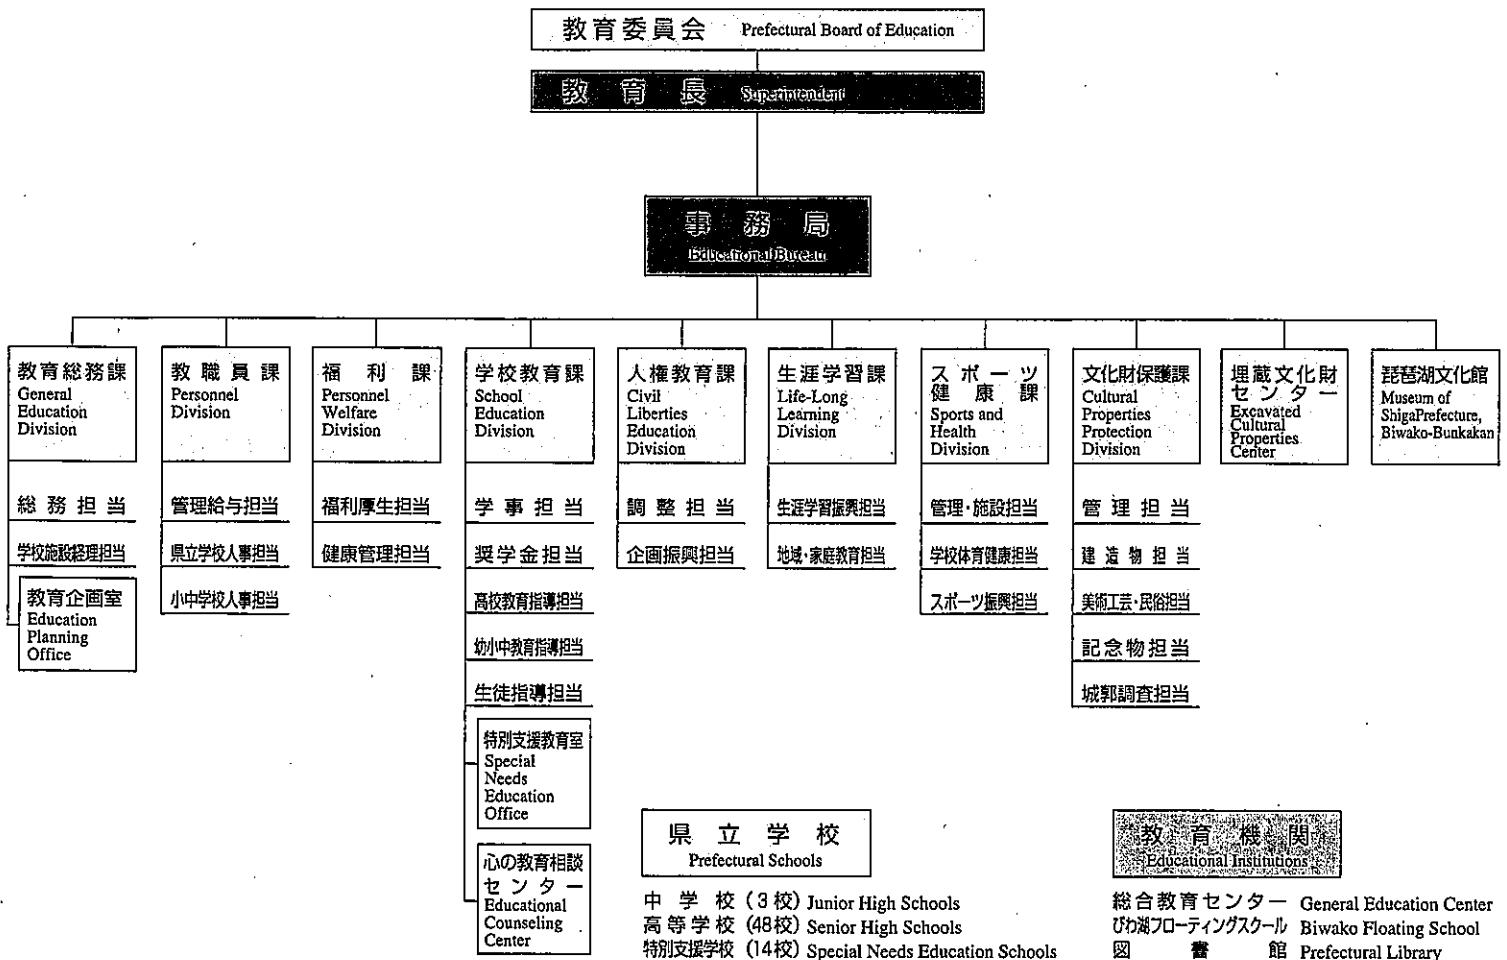 教育委員会 Prefectural Board of Education
教育長 Superintendent
事務局
Educational Bureau
教育総務課
General
Education
Division
総務担当
学校施設経理担当
教育企画室
Education
Planning
Office
教職員課
Personnel
Division
管理給与担当
県立学校人事担当
小中学校人事担当
福利課
Personnel
Welfare
Division
福利厚生担当
健康管理担当
学校教育課
School
Education
Division
学事担当
奨学金担当
高校教育指導担当
幼小中教育指導担当
生徒指導担当
特別支援教育室
Special
Needs
Education
Office
心の教育相談
センター
Educational
Counseling
Center
人権教育課
Civil
Liberties
Education
Division
調整担当
企画振興担当
生涯学習課
Life-Long
Learning
Division
生涯学習振興担当
地域・家庭教育担当
スポーツ
健康課
Sports and
Health
Division
管理・施設担当
学校体育健康担当
スポーツ振興担当
文化財保護課
Cultural
Properties
Protection
Division
管理担当
建造物担当
美術工芸・民俗担当
記念物担当
城郭調査担当
埋蔵文化財
センター
Excavated
Cultural
Properties
Center
琵琶湖文化館
Museum of
ShigaPrefecture,
Biwako-Bunkakan
県立学校
Prefectural Schools
中学校 (3校) Junior High Schools
高等学校 (48校) Senior High Schools
特別支援学校 (14校) Special Needs Education Schools
教育機関
Educational Institutions
総合教育センター General Education Center
びわ湖フローティングスクール Biwako Floating School
図書館 Prefectural Library